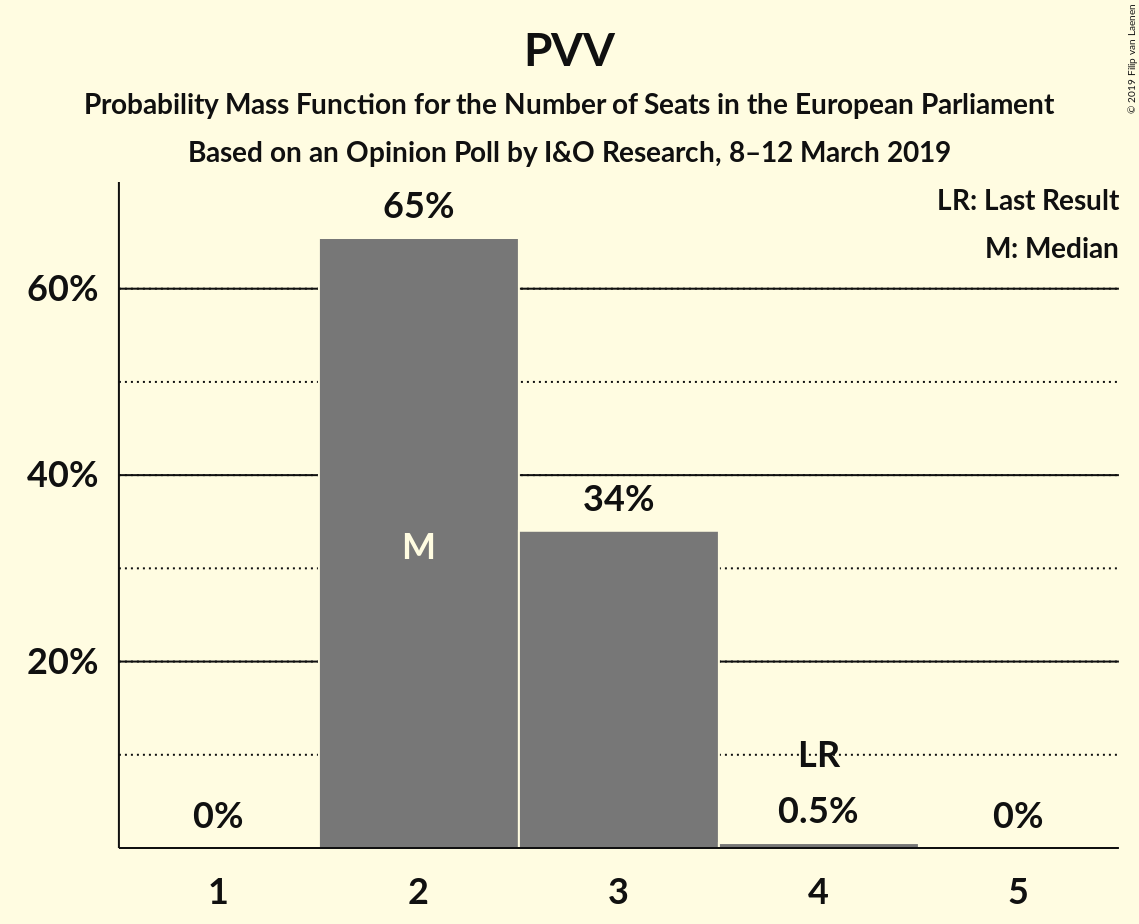 PVV
Probability Mass Function for the Number of Seats in the European Parliament
Based on an Opinion Poll by I&O Research, 8–12 March 2019
© 2019 Filip van Laenen
LR: Last Result
M: Median
65%
60%
40%
34%
M
20%
LR
0%
0.5%
0%
1
2
3
4
5